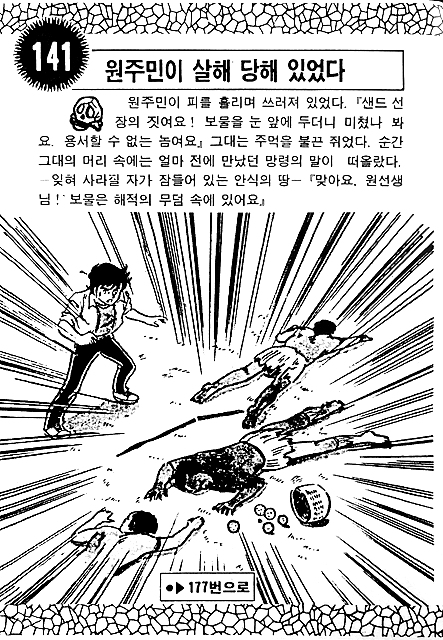 141
원주민이 살해 당해 있었다
원주민이 피를 흘리며 쓰러져 있었다. 『샌드 선
장의 짓여요! 보물을 눈 앞에 두더니 미쳤나 봐
요. 용서할 수 없는 놈여요』 그대는 주먹을 불끈 쥐었다. 순간
그대의 머리 속에는 얼마 전에 만났던 망령의 말이 떠올랐다.
―잊혀 사라질 자가 잠들어 있는 안식의 땅― 『맞아요. 원선생
님! 보물은 해적의 무덤 속에 있어요』
●▶177번으로